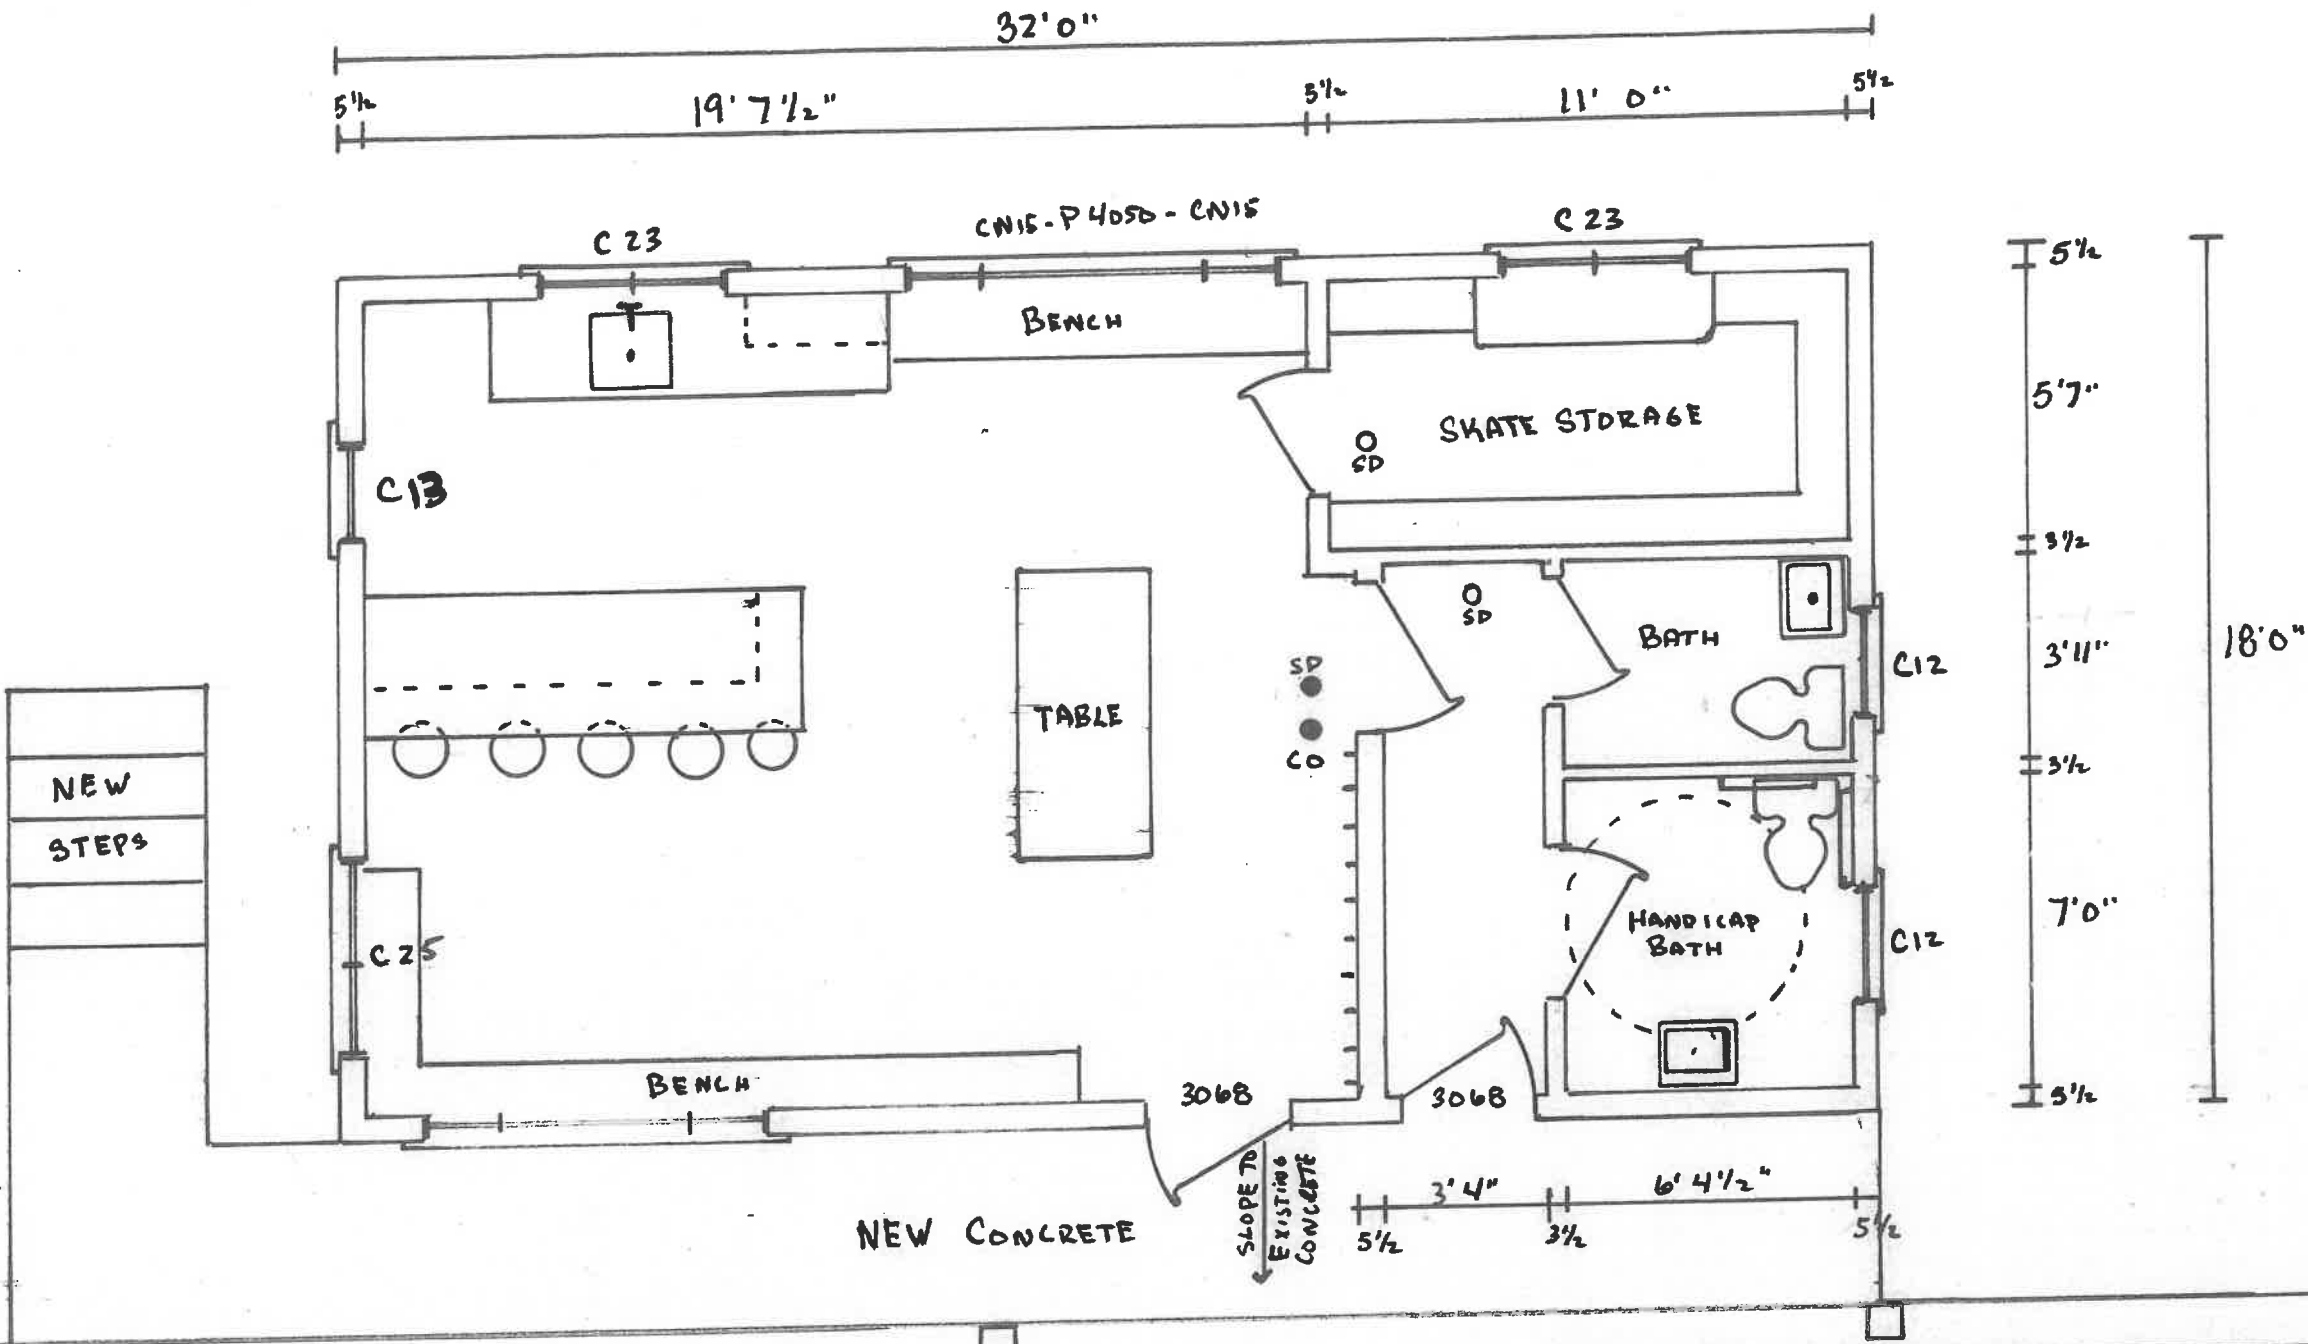 32'0"
5½ 19'7½" 5½ 11'0" 5½
C23
CN15-P4050-CN15
C23
5½
BENCH
5'7"
SKATE STORAGE
SD
C13
3½
SD
BATH
C12
3'11"
18'0"
SD
TABLE
CO
3½
NEW
STEPS
HANDICAP
BATH
C12
7'0"
C25
BENCH
3068
3068
5½
SLOPE TO
EXISTING
CONCRETE
3'4" 6'4½"
5½ 3½ 5½
NEW CONCRETE